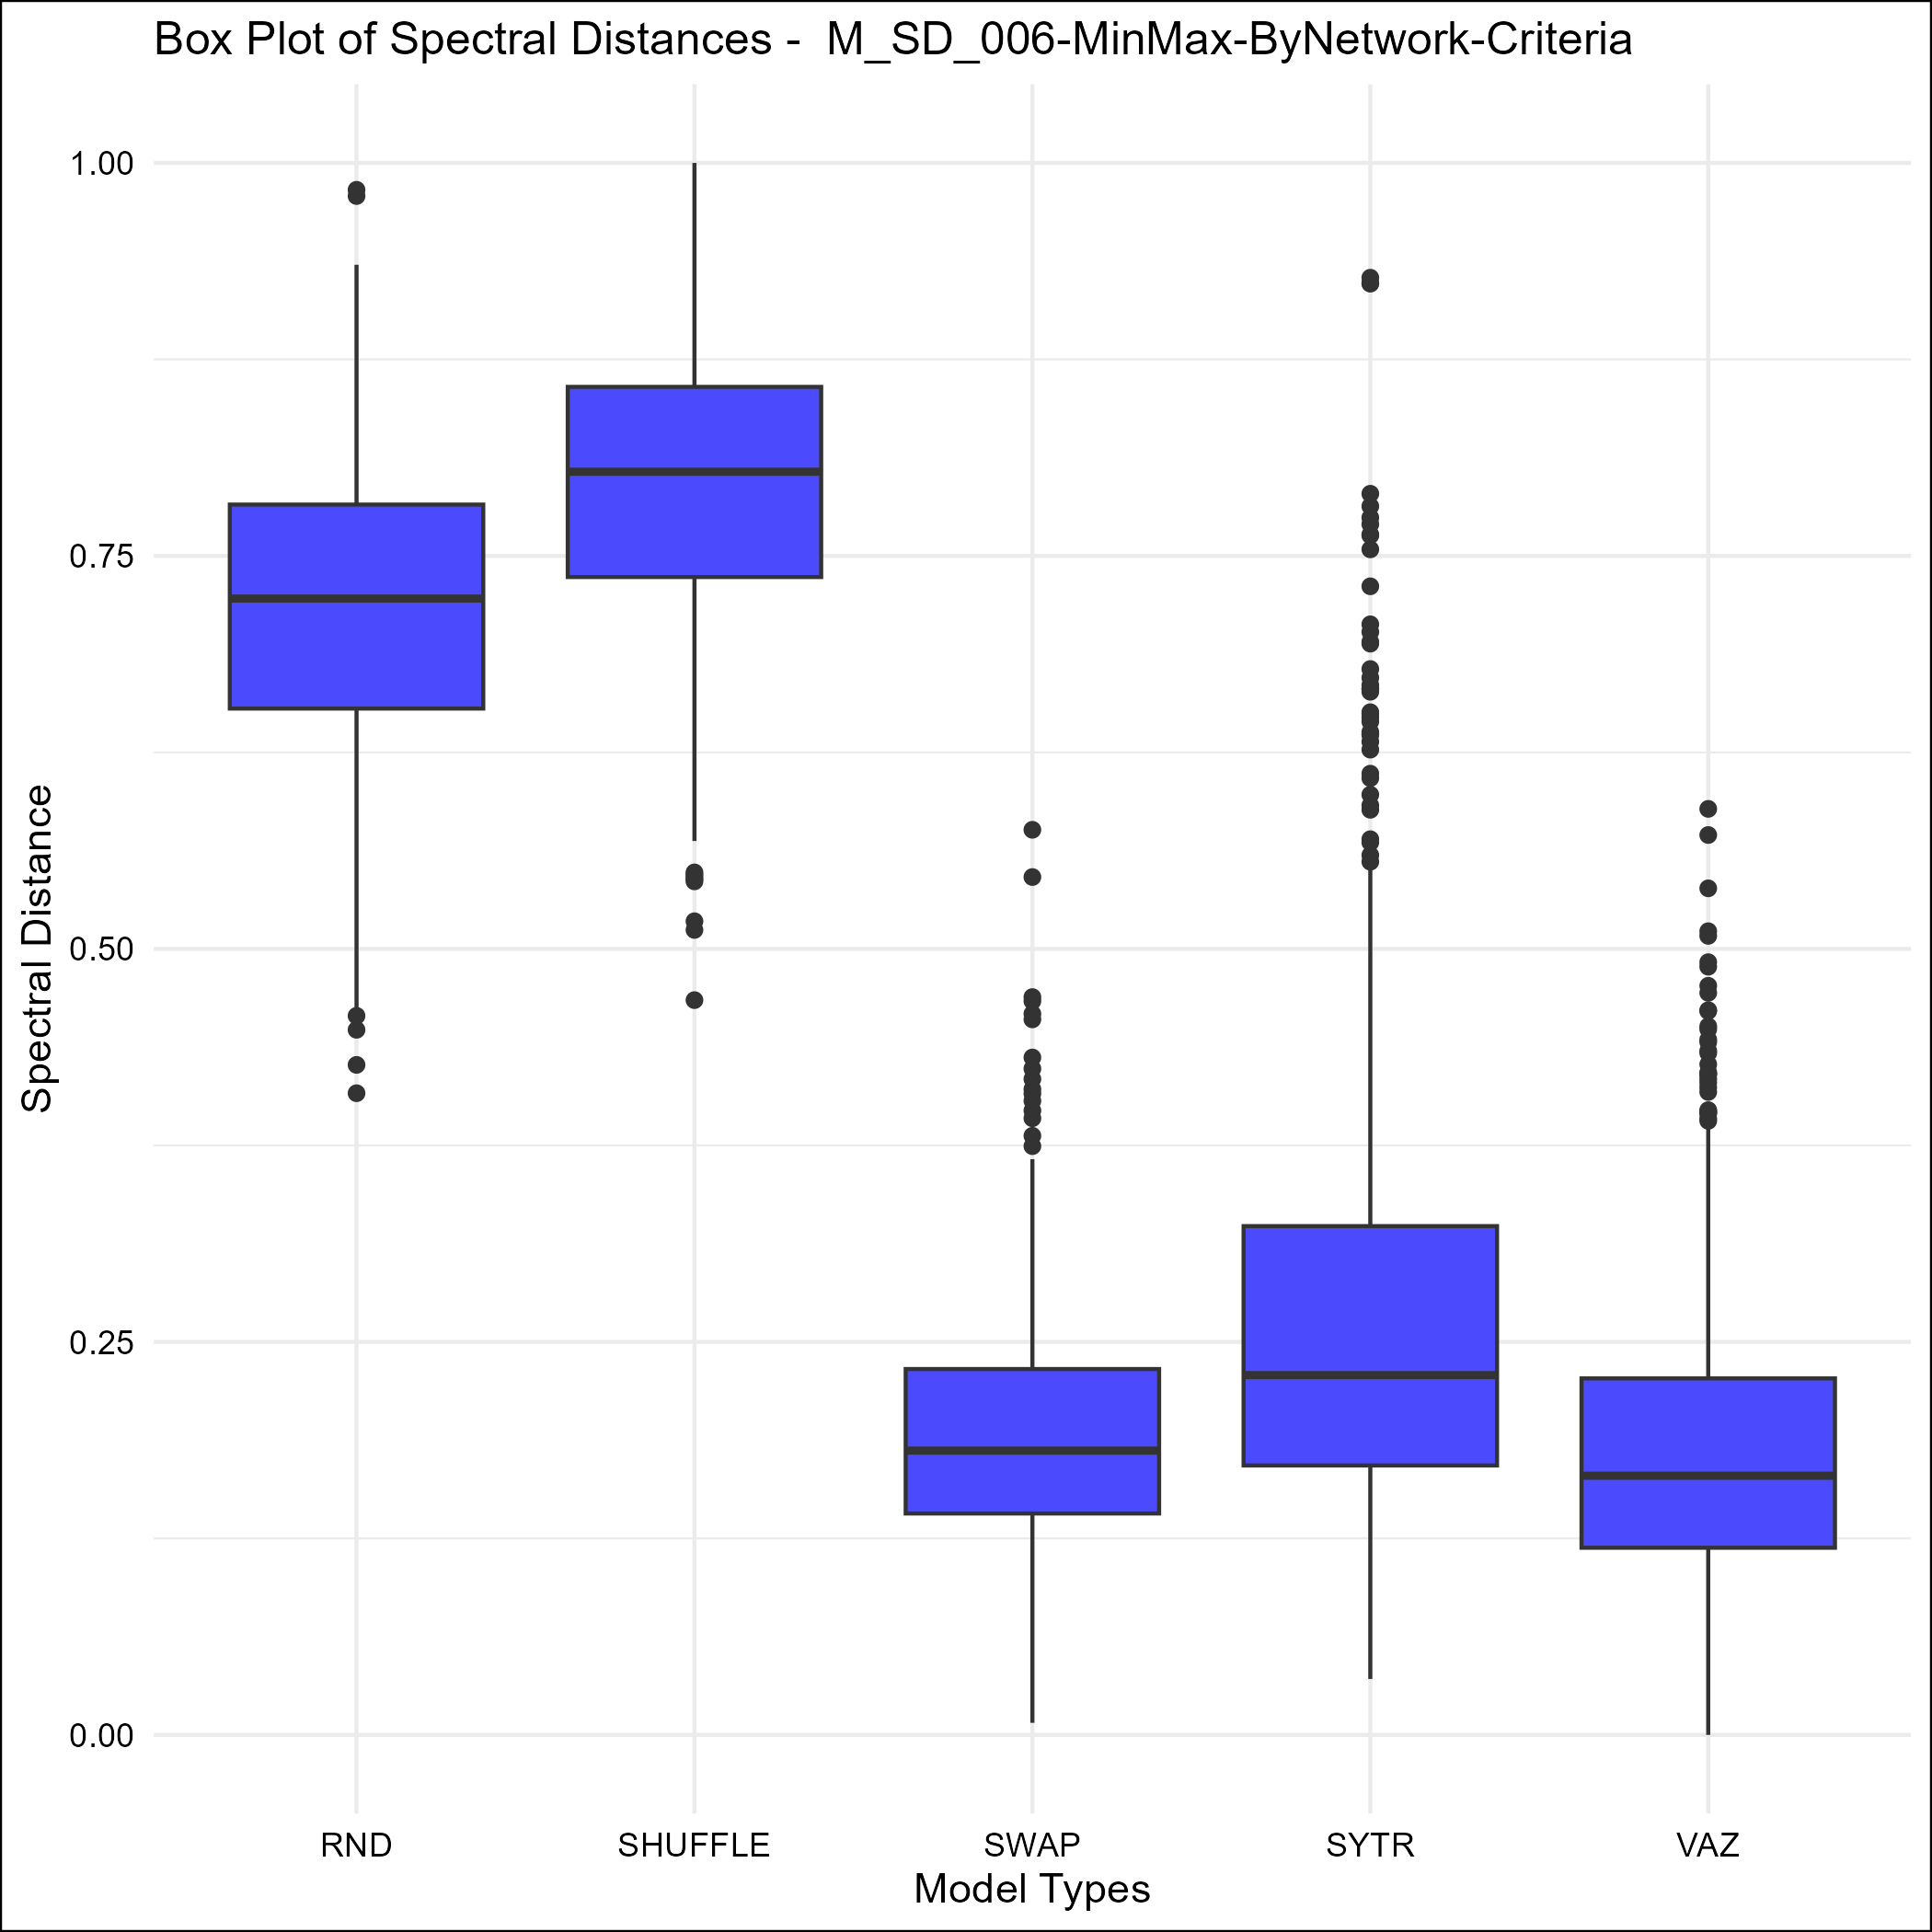 Box Plot of Spectral Distances -  M_SD_006-MinMax-ByNetwork-Criteria
Spectral Distance
1.00
0.75
0.50
0.25
0.00
RND SHUFFLE SWAP SYTR VAZ
Model Types